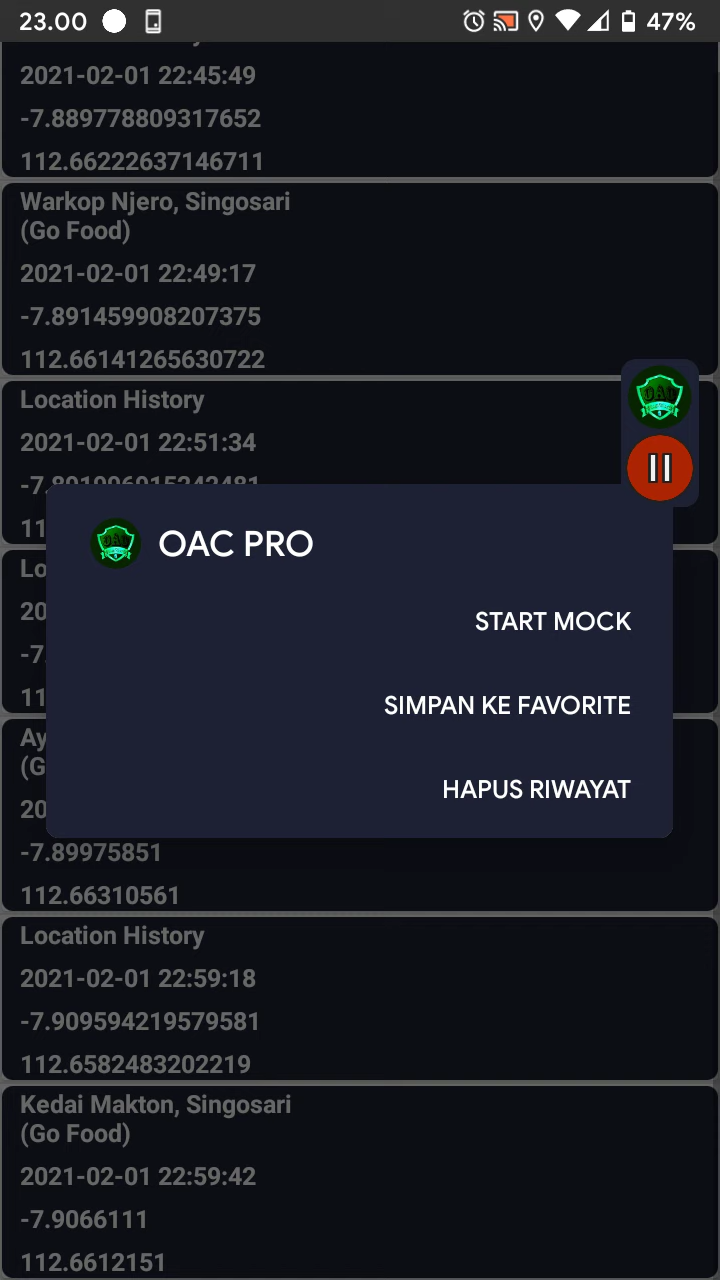 23.00
47%
2021-02-01 22:45:49
-7.889778809317652
112.66222637146711
Warkop Njero, Singosari
(Go Food)
2021-02-01 22:49:17
-7.891459908207375
112.66141265630722
Location History
2021-02-01 22:51:34
OAC PRO
START MOCK
SIMPAN KE FAVORITE
HAPUS RIWAYAT
-7.89975851
112.66310561
Location History
2021-02-01 22:59:18
-7.909594219579581
112.6582483202219
Kedai Makton, Singosari
(Go Food)
2021-02-01 22:59:42
-7.9066111
112.6612151